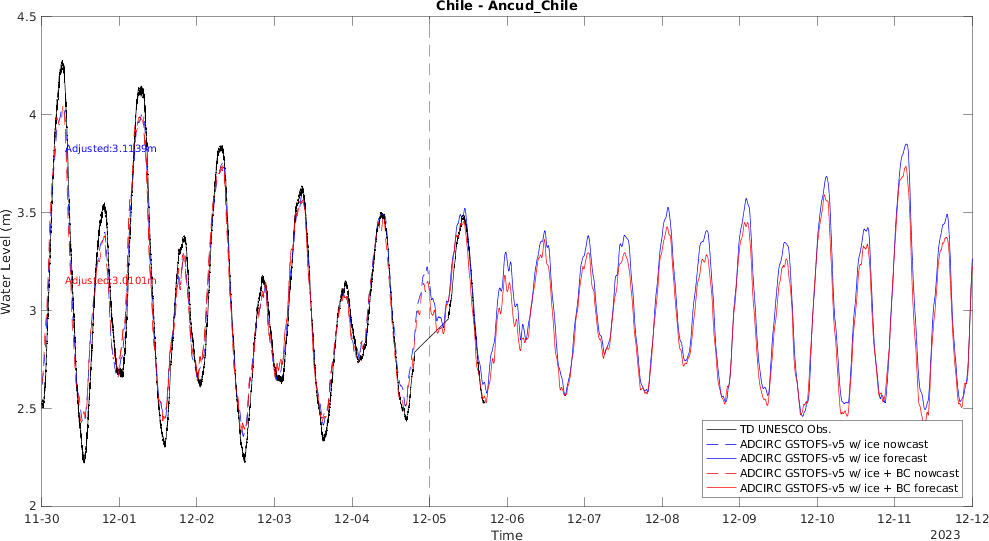 Chile - Ancud_Chile
4.5
4
3.5
3
2.5
2
Water Level (m)
Adjusted:3.1139m
Adjusted:3.0101m
11-30
12-01
12-02
12-03
12-04
12-05
12-06
12-07
12-08
12-09
12-10
12-11
12-12
Time
2023
TD UNESCO Obs.
ADCIRC GSTOFS-v5 w/ ice nowcast
ADCIRC GSTOFS-v5 w/ ice forecast
ADCIRC GSTOFS-v5 w/ ice + BC nowcast
ADCIRC GSTOFS-v5 w/ ice + BC forecast